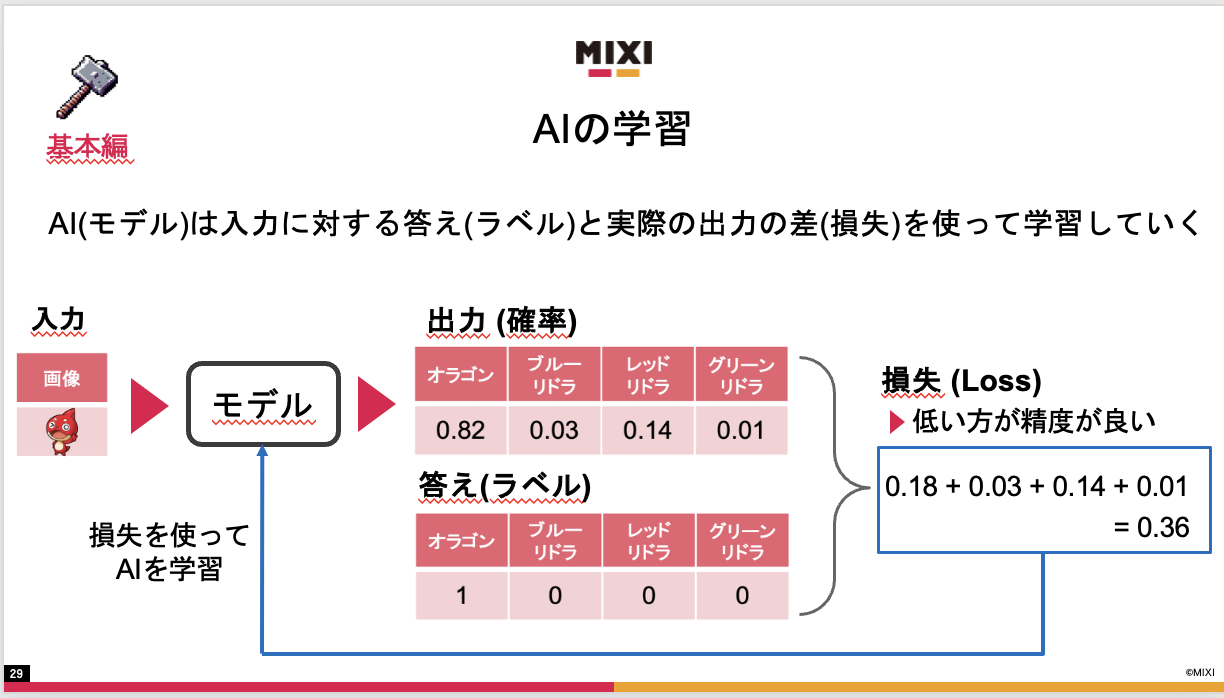 MIXI
基本編
AIの学習
AI(モデル)は入力に対する答え(ラベル)と実際の出力の差(損失)を使って学習していく
入力
画像
モデル
出力 (確率)
オラゴン
ブルー
リドラ
レッド
リドラ
グリーン
リドラ
0.82 0.03 0.14 0.01
答え(ラベル)
オラゴン
ブルー
リドラ
レッド
リドラ
グリーン
リドラ
1 0 0 0
損失 (Loss)
低い方が精度が良い
0.18 + 0.03 + 0.14 + 0.01
= 0.36
損失を使って
AIを学習
29
©MIXI